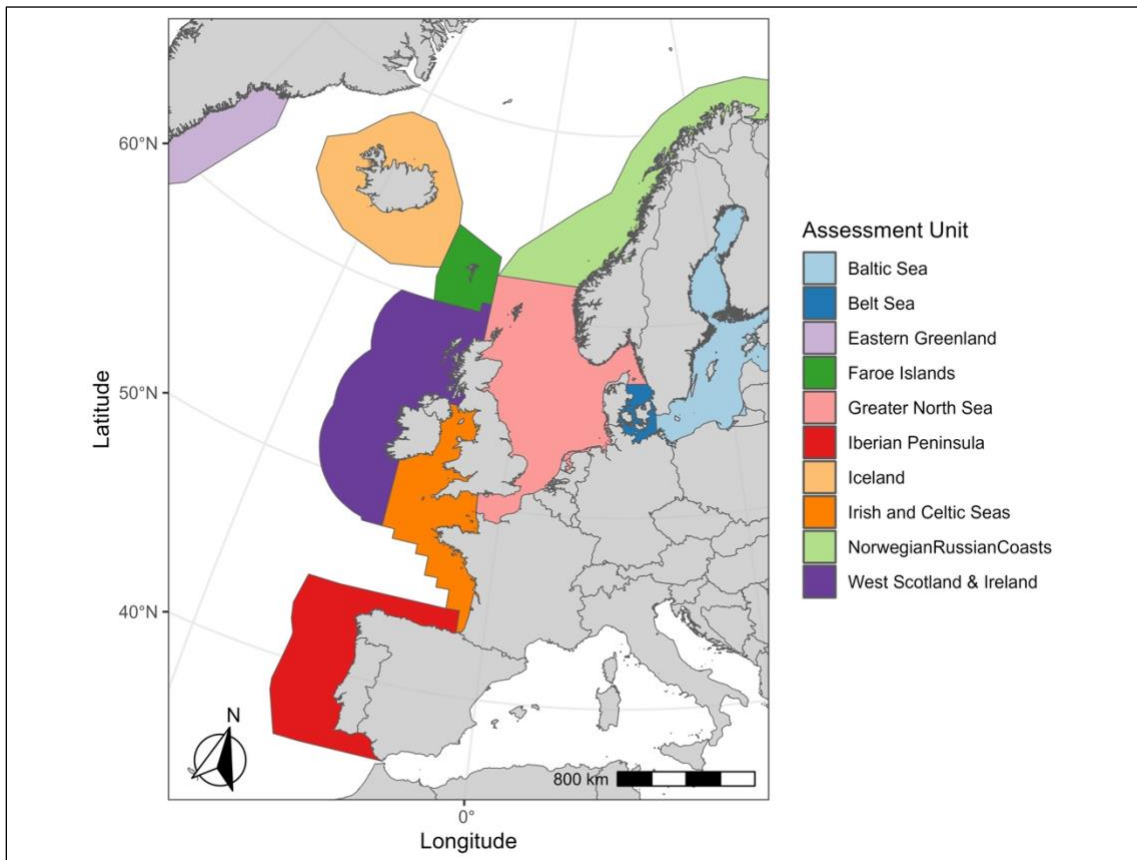 60°N
50°N
40°N
Latitude
0°
Longitude
N
800 km
Assessment Unit
Baltic Sea
Belt Sea
Eastern Greenland
Faroe Islands
Greater North Sea
Iberian Peninsula
Iceland
Irish and Celtic Seas
NorwegianRussianCoasts
West Scotland & Ireland